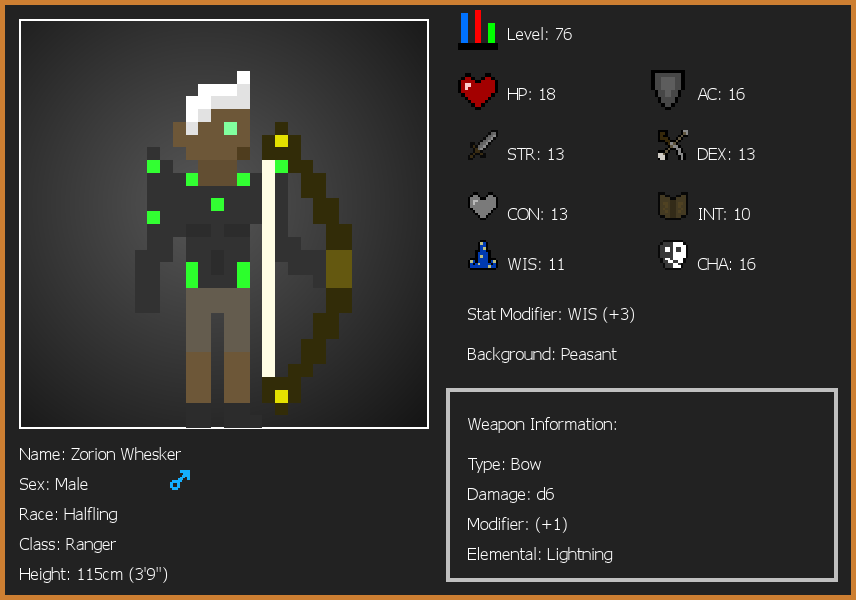 Level: 76
HP: 18
AC: 16
STR: 13
DEX: 13
CON: 13
INT: 10
WIS: 11
CHA: 16
Stat Modifier: WIS (+3)
Background: Peasant
Weapon Information:
Type: Bow
Damage: d6
Modifier: (+1)
Elemental: Lightning
Name: Zorion Whesker
Sex: Male
Race: Halfling
Class: Ranger
Height: 115cm (3'9")